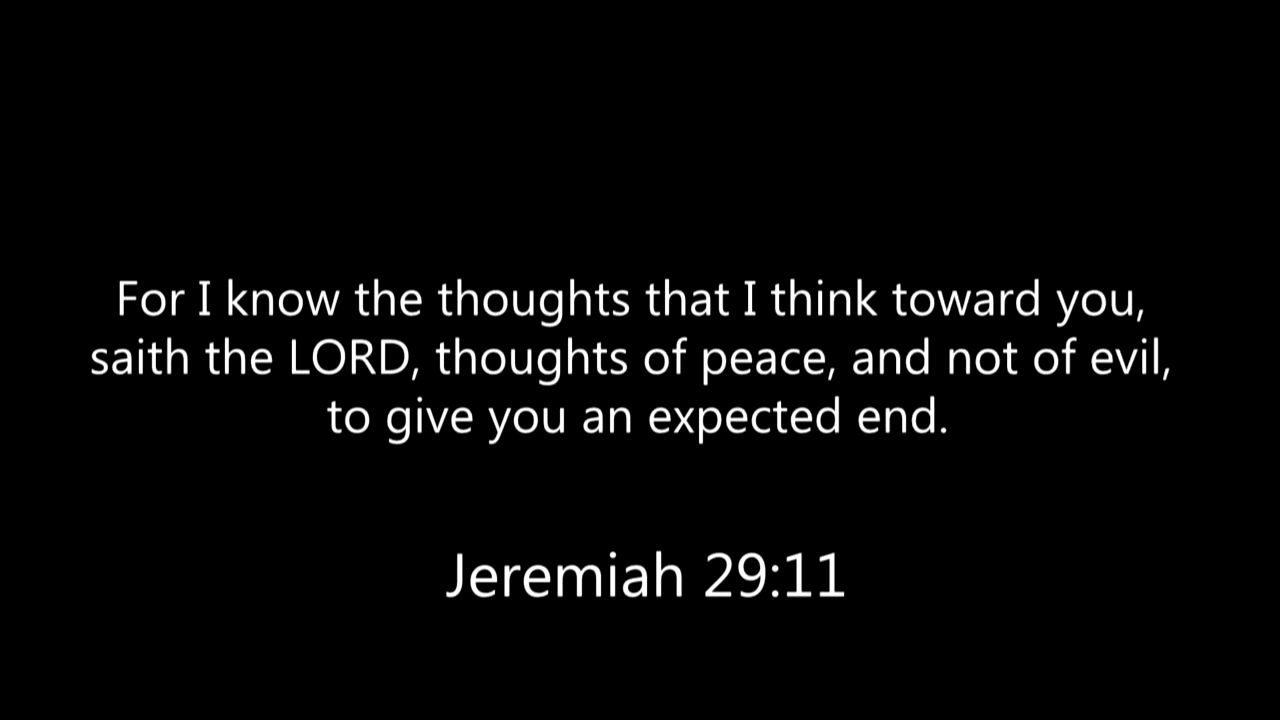 For I know the thoughts that I think toward you,
saith the LORD, thoughts of peace, and not of evil,
to give you an expected end.
Jeremiah 29:11